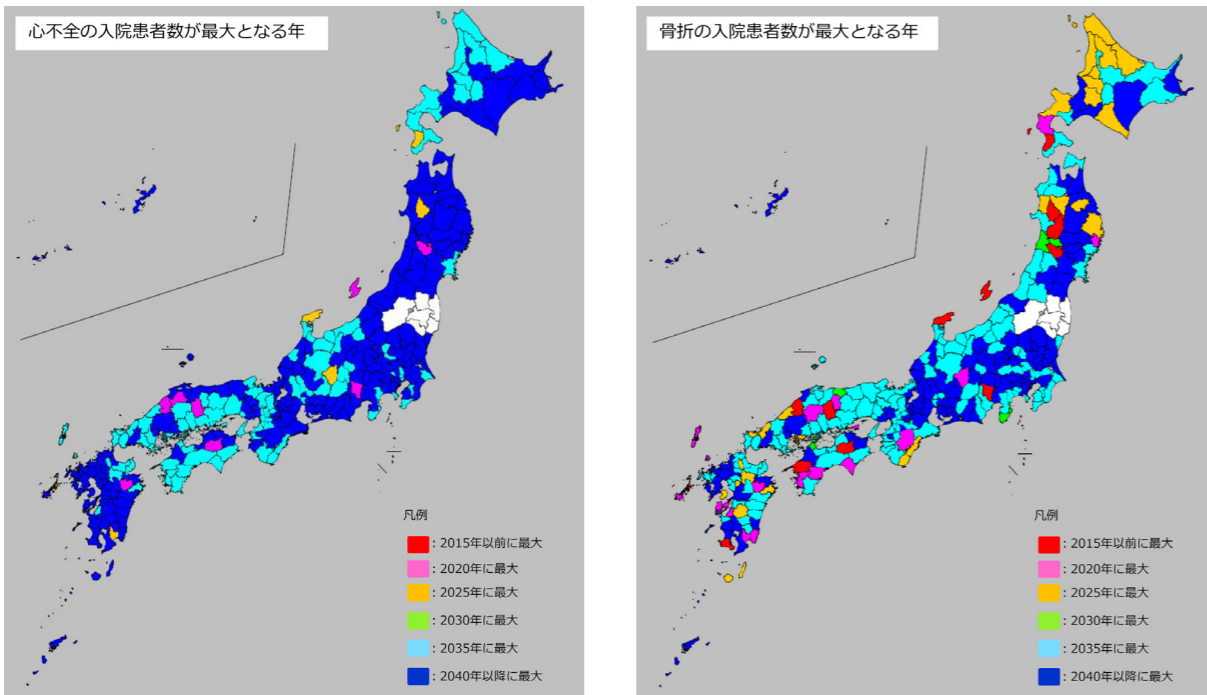 心不全の入院患者数が最大となる年
凡例
：2015年以前に最大
：2020年に最大
：2025年に最大
：2030年に最大
：2035年に最大
：2040年以降に最大
骨折の入院患者数が最大となる年
凡例
：2015年以前に最大
：2020年に最大
：2025年に最大
：2030年に最大
：2035年に最大
：2040年以降に最大